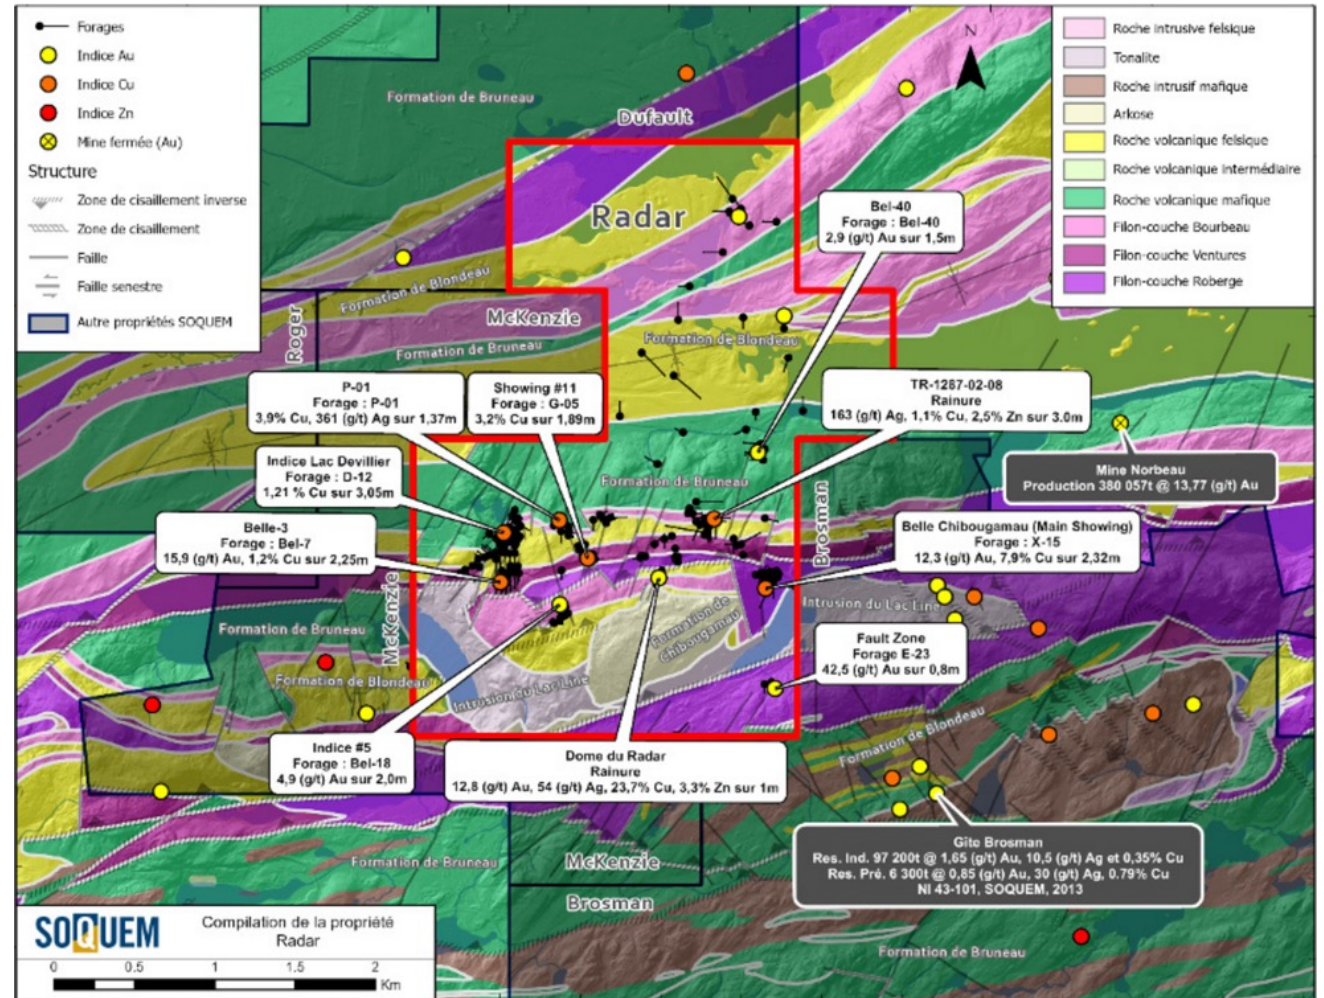 Forages
Indice Au
Indice Cu
Indice Zn
Mine fermée (Au)
Structure
Zone de cisaillement inverse
Zone de cisaillement
Faille
Faille senestre
Autre propriétés SOQUEM
N
Roche intrusive felsique
Tonalite
Roche intrusif mafique
Arkose
Roche volcanique felsique
Roche volcanique intermédiaire
Roche volcanique mafique
Filon-couche Bourbeau
Filon-couche Ventures
Filon-couche Roberge
Formation de Bruneau
Dufault
Radar
Bel-40
Forage : Bel-40
2,9 (g/t) Au sur 1,5m
Formation de Blondeau
Roger
McKenzie
Formation de Bruneau
Formation de Blondeau
P-01
Forage : P-01
3,9% Cu, 361 (g/t) Ag sur 1,37m
Showing #11
Forage : G-05
3,2% Cu sur 1,89m
TR-1287-02-08
Rainure
163 (g/t) Ag, 1,1% Cu, 2,5% Zn sur 3.0m
Indice Lac Devillier
Forage : D-12
1,21 % Cu sur 3,05m
Formation de Bruneau
Mine Norbeau
Production 380 057t @ 13,77 (g/t) Au
Belle-3
Forage : Bel-7
15,9 (g/t) Au, 1,2% Cu sur 2,25m
Brosman
Belle Chibougamau (Main Showing)
Forage : X-15
12,3 (g/t) Au, 7,9% Cu sur 2,32m
McKenzie
Intrusion du Lac Line
Formation de Bruneau
Formation de
Chibougamau
Fault Zone
Forage E-23
42,5 (g/t) Au sur 0,8m
Formation de Blondeau
Intrusion du Lac Line
Formation de Blondeau
Indice #5
Forage : Bel-18
4,9 (g/t) Au sur 2,0m
Dome du Radar
Rainure
12,8 (g/t) Au, 54 (g/t) Ag, 23,7% Cu, 3,3% Zn sur 1m
Gîte Brosman
Res. Ind. 97 200t @ 1,65 (g/t) Au, 10,5 (g/t) Ag et 0,35% Cu
Res. Pré. 6 300t @ 0,85 (g/t) Au, 30 (g/t) Ag, 0.79% Cu
NI 43-101, SOQUEM, 2013
Formation de Bruneau
McKenzie
Brosman
Formation de Bruneau
SOQUEM
Compilation de la propriété
Radar
0 0.5 1 1.5 2
Km